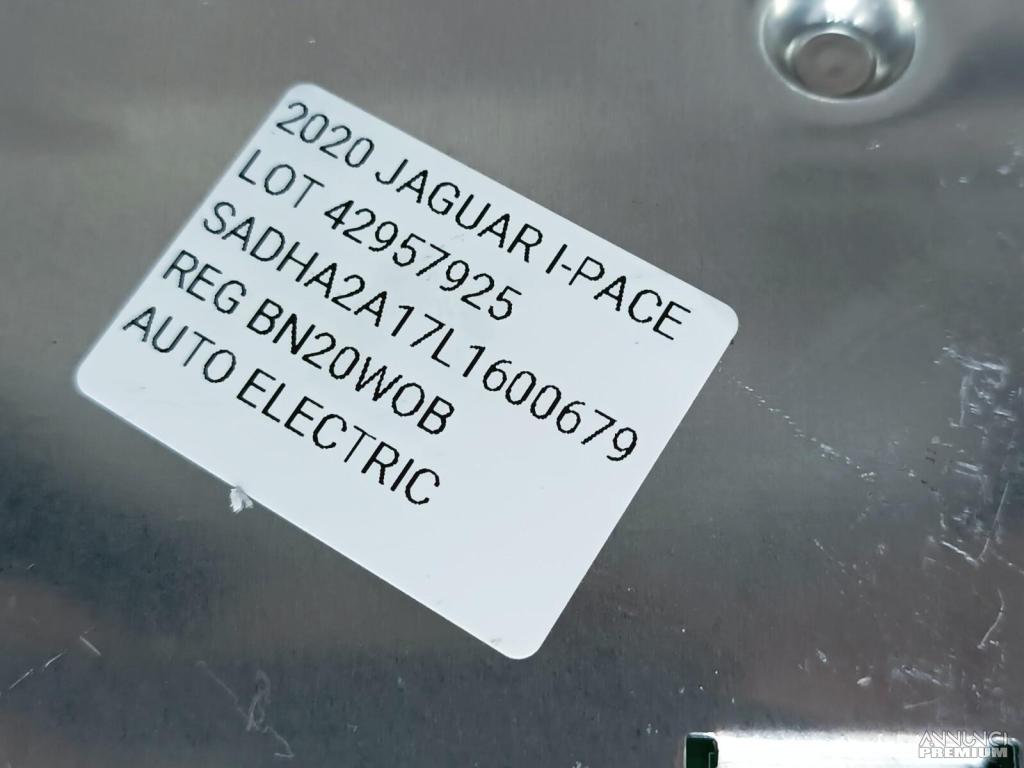 2020 JAGUAR I-PACE
LOT 42957925
SADHA2A17L1600679
REG BN20WOB
AUTO ELECTRIC
ANNUNCI
PREMIUM